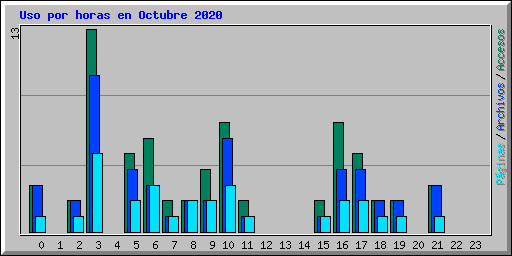 Uso por horas en Octubre 2020
13
Páginas / Archivos / Accesos
0 1 2 3 4 5 6 7 8 9 10 11 12 13 14 15 16 17 18 19 20 21 22 23